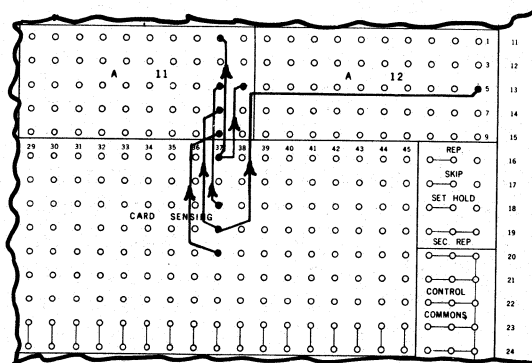 1 11
3 12
A 11 A 12
5 13
7 14
9 15
29 30 31 32 33 34 35 36 37 38 39 40 41 42 43 44 45
REP.
16
SKIP
17
SET HOLD
18
CARD SENSING
19
SEC REP
20
21
CONTROL
22
COMMONS
23
24